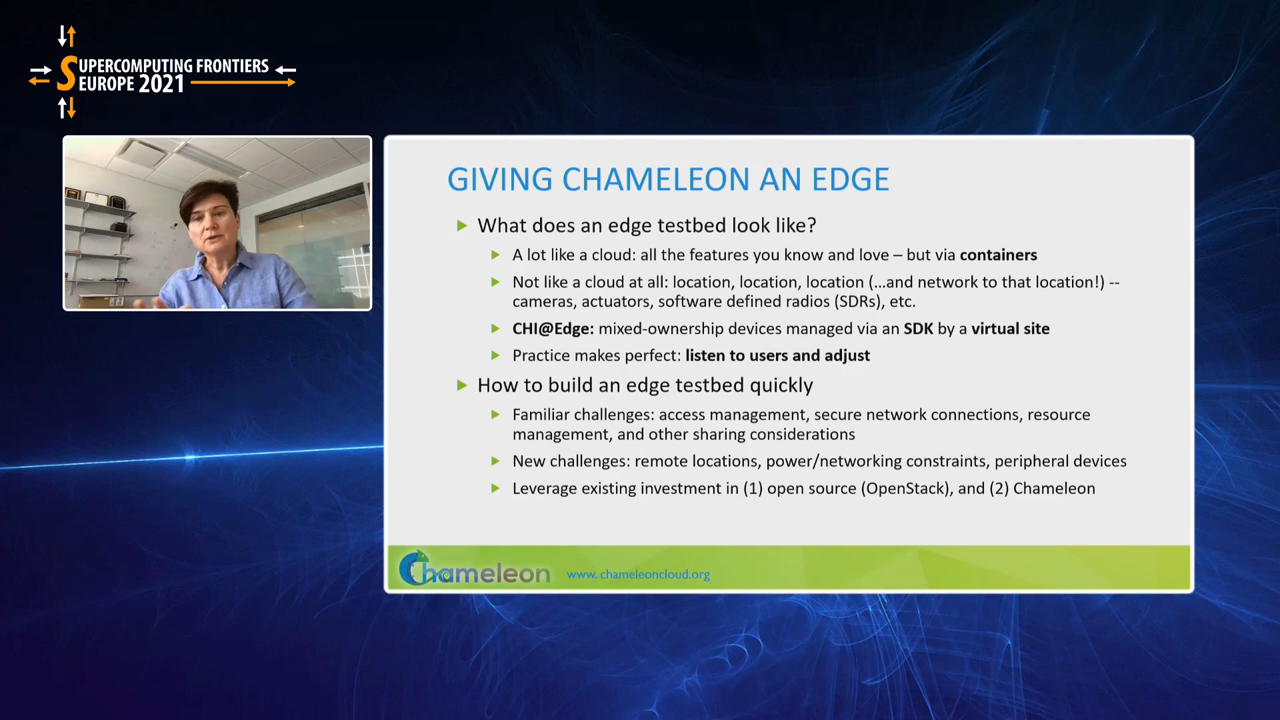 SUPERCOMPUTING FRONTIERS
EUROPE 2021
GIVING CHAMELEON AN EDGE
What does an edge testbed look like?
A lot like a cloud: all the features you know and love – but via containers
Not like a cloud at all: location, location, location (…and network to that location!) --
cameras, actuators, software defined radios (SDRs), etc.
CHI@Edge: mixed-ownership devices managed via an SDK by a virtual site
Practice makes perfect: listen to users and adjust
How to build an edge testbed quickly
Familiar challenges: access management, secure network connections, resource
management, and other sharing considerations
New challenges: remote locations, power/networking constraints, peripheral devices
Leverage existing investment in (1) open source (OpenStack), and (2) Chameleon
Chameleon www. chameleoncloud.org